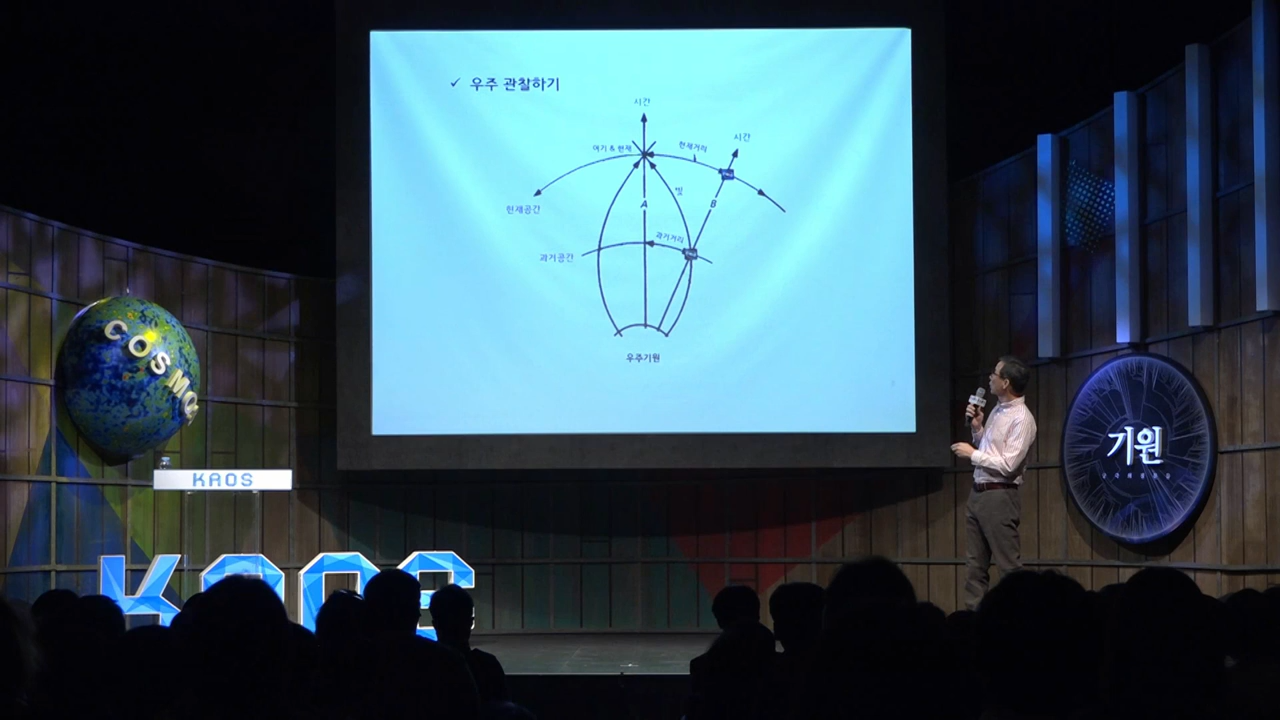 ✓ 우주 관찰하기
시간
시간
여기 & 현재
현재거리
빛
현재공간
A
B
과거거리
과거공간
우주기원
COSMO
KAOS
기원
KAOS